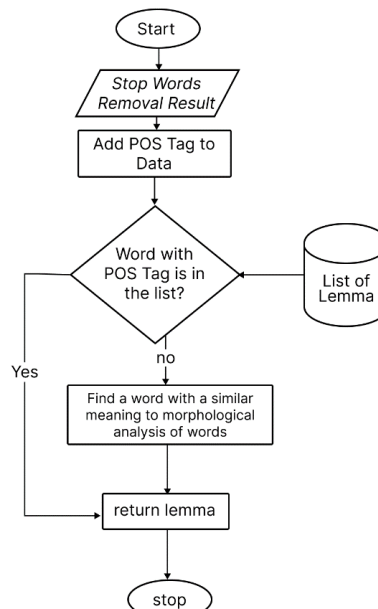 Start
Stop Words
Removal Result
Add POS Tag to
Data
Word with
POS Tag is in
the list?
List of
Lemma
Yes
no
Find a word with a similar
meaning to morphological
analysis of words
return lemma
stop